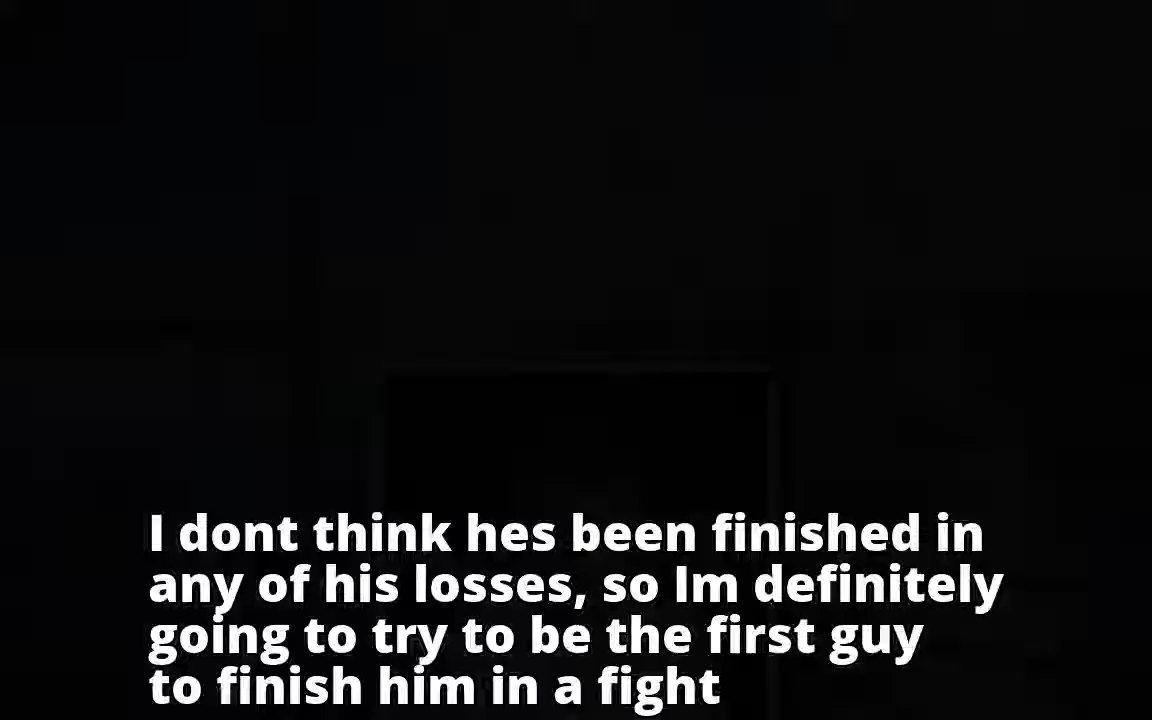 I dont think hes been finished in
any of his losses, so Im definitely
going to try to be the first guy
to finish him in a fight